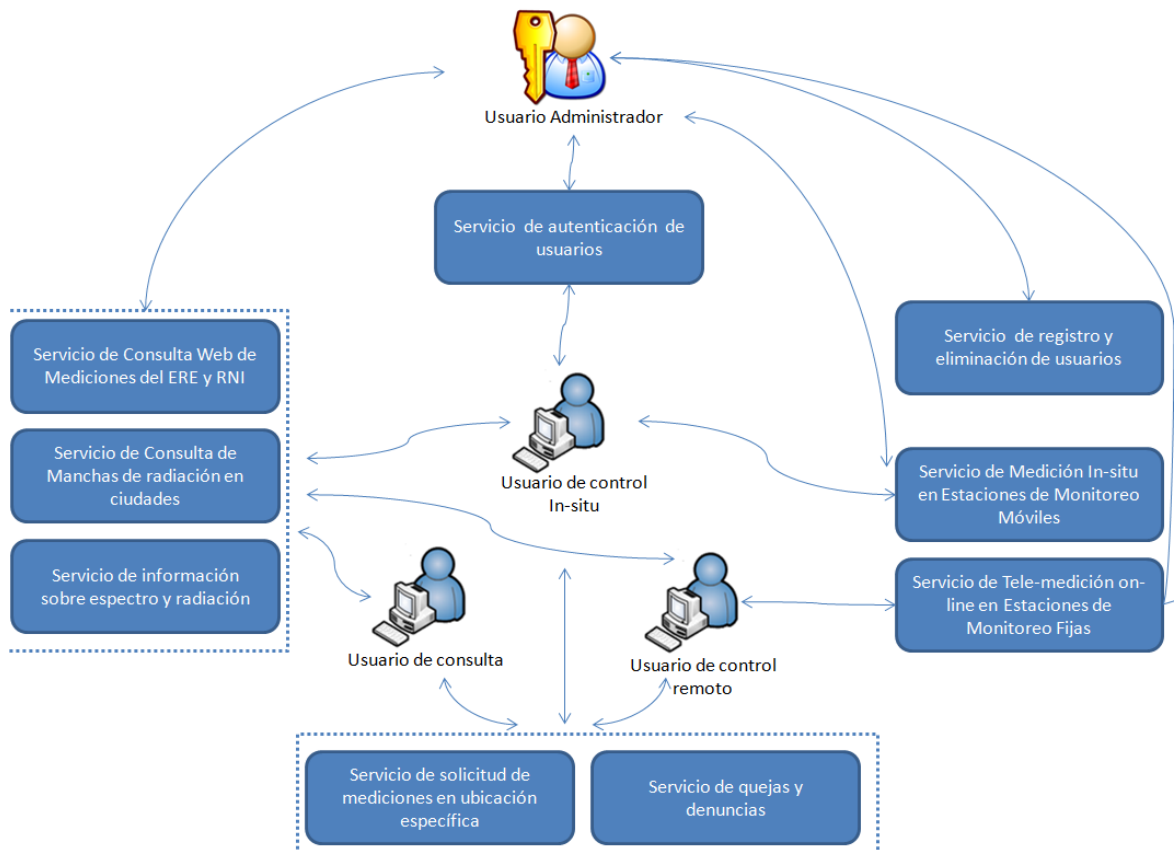 Usuario Administrador
Servicio de autenticación de
usuarios
Servicio de Consulta Web de
Mediciones del ERE y RNI
Servicio de Consulta de
Manchas de radiación en
ciudades
Servicio de información
sobre espectro y radiación
Servicio de registro y
eliminación de usuarios
Usuario de control
In-situ
Servicio de Medición In-situ
en Estaciones de Monitoreo
Móviles
Servicio de Tele-medición on-
line en Estaciones de
Monitoreo Fijas
Usuario de consulta
Usuario de control
remoto
Servicio de solicitud de
mediciones en ubicación
específica
Servicio de quejas y
denuncias